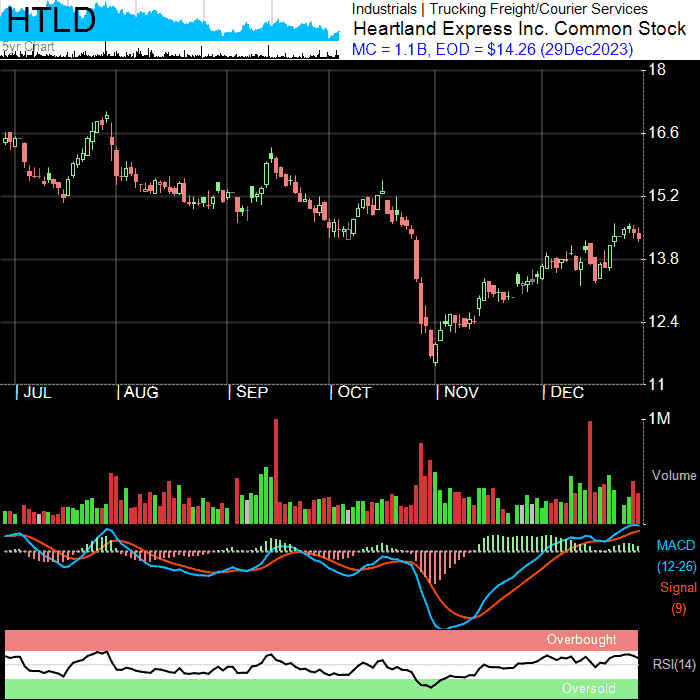 HTLD
5yr Chart
Industrials | Trucking Freight/Courier Services
Heartland Express Inc. Common Stock
MC = 1.1B, EOD = $14.26 (29Dec2023)
18
16.6
15.2
13.8
12.4
11
| JUL | AUG | SEP | OCT | NOV | DEC
1M
Volume
MACD
(12-26)
Signal
(9)
Overbought
RSI(14)
Oversold